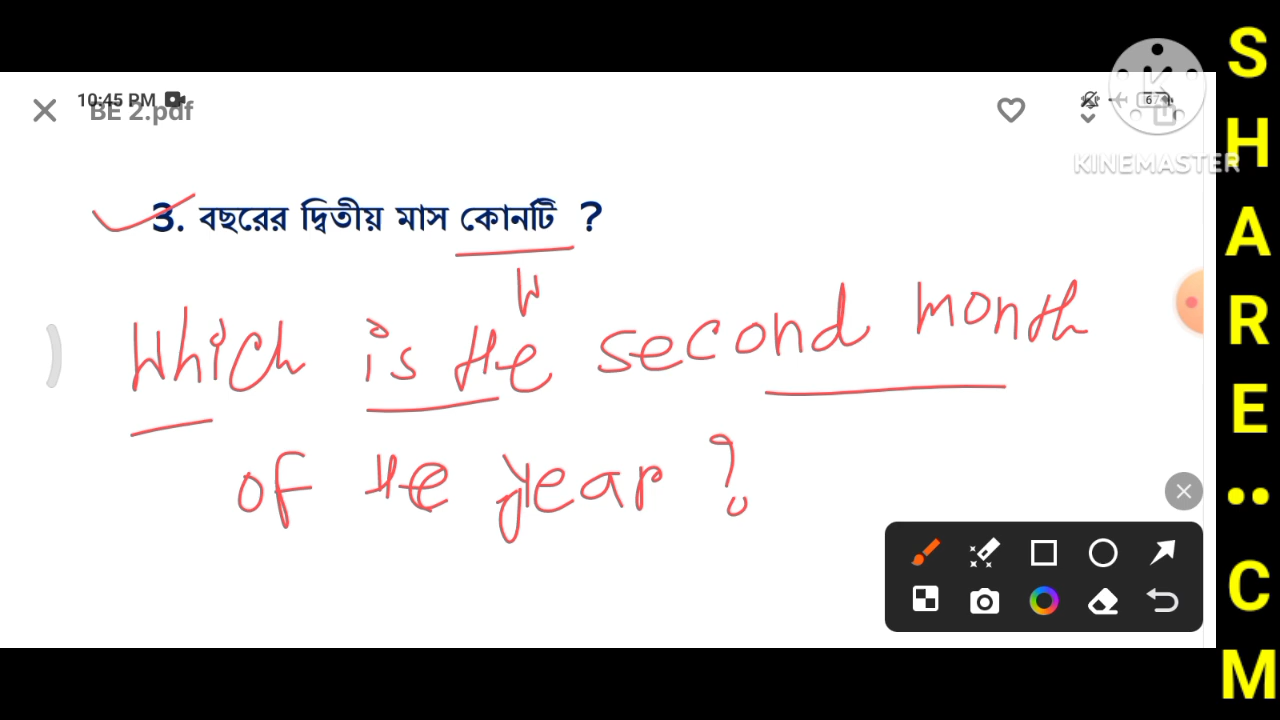 10:45 PM
67
BE 2.pdf
KINEMASTER
3. বছরের দ্বিতীয় মাস কোনটি ?
W
Which is the second month
of the year ?
SHARE..CM